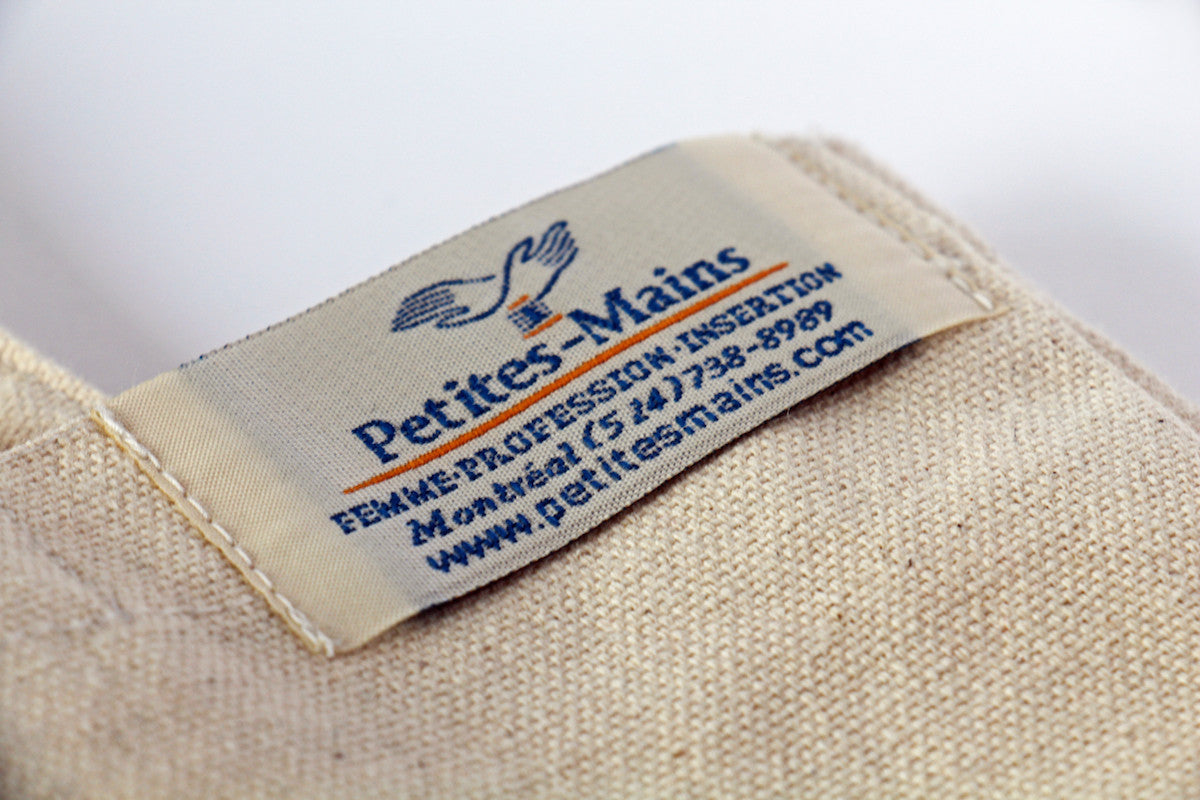 Petites-Mains
FEMME·PROFESSION·INSERTION
Montréal (514) 738-8989
www.petitesmains.com